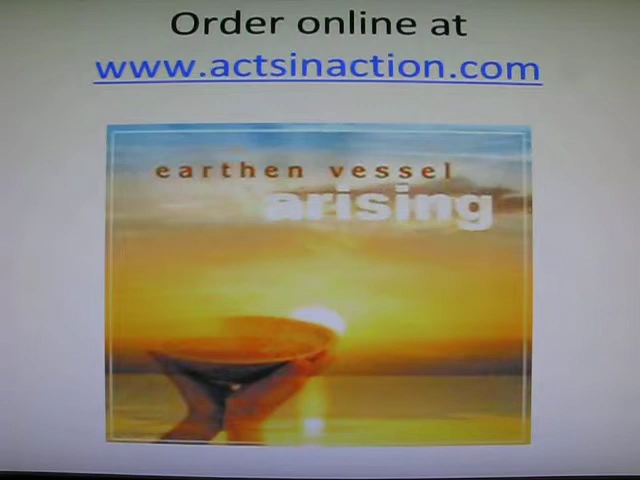 Order online at
www.actsinaction.com
earthen vessel
arising